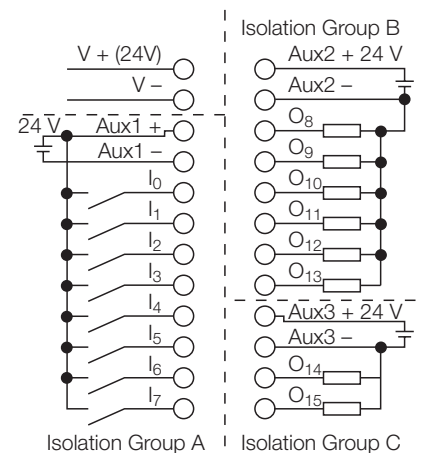 V + (24V)
V –
24 V
Aux1 +
Aux1 –
I0
I1
I2
I3
I4
I5
I6
I7
Isolation Group A
Isolation Group B
Aux2 + 24 V
Aux2 –
O8
O9
O10
O11
O12
O13
Aux3 + 24 V
Aux3 –
O14
O15
Isolation Group C